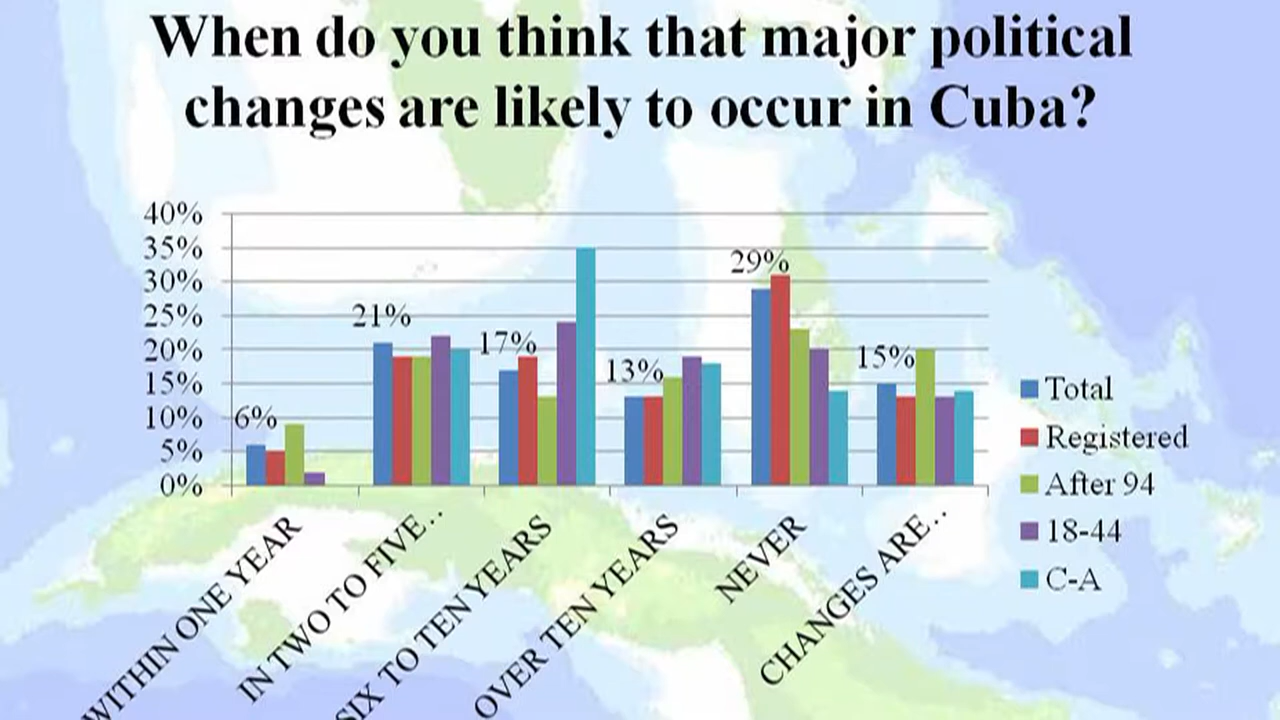 When do you think that major political
changes are likely to occur in Cuba?
40%
35%
30%
25%
20%
15%
10%
5%
0%
6%
21%
17%
13%
29%
15%
WITHIN ONE YEAR
IN TWO TO FIVE...
SIX TO TEN YEARS
OVER TEN YEARS
NEVER
CHANGES ARE...
Total
Registered
After 94
18-44
C-A